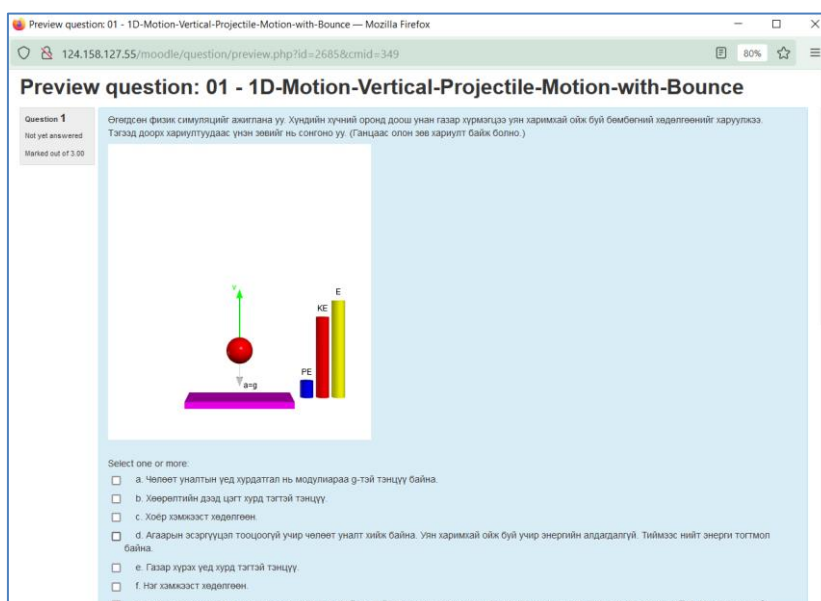 Preview question: 01 - 1D-Motion-Vertical-Projectile-Motion-with-Bounce — Mozilla Firefox
124.158.127.55/moodle/question/preview.php?id=2685&cmid=349
80%
Preview question: 01 - 1D-Motion-Vertical-Projectile-Motion-with-Bounce
Question 1
Not yet answered
Marked out of 3.00
Өгөгдсөн физик симуляцийг ажиглана уу. Хүндийн хүчний оронд доош унан газар хүрмэгцээ уян харимхай ойж буй бөмбөгний хөдөлгөөнийг харуулжээ.
Тэгээд доорх хариултуудаас үнэн зөвийг нь сонгоно уу. (Ганцаас олон зөв хариулт байж болно.)
v
E
KE
PE
a=g
Select one or more:
a. Чөлөөт уналтын үед хурдатгал нь модулиараа g-тэй тэнцүү байна.
b. Хөөрөлтийн дээд цэгт хурд тэгтэй тэнцүү.
c. Хоёр хэмжээст хөдөлгөөн.
d. Агаарын эсэргүүцэл тооцоогүй учир чөлөөт уналт хийж байна. Уян харимхай ойж буй учир энергийн алдагдалгүй. Тиймээс нийт энерги тогтмол
байна.
e. Газар хүрэх үед хурд тэгтэй тэнцүү.
f. Нэг хэмжээст хөдөлгөөн.